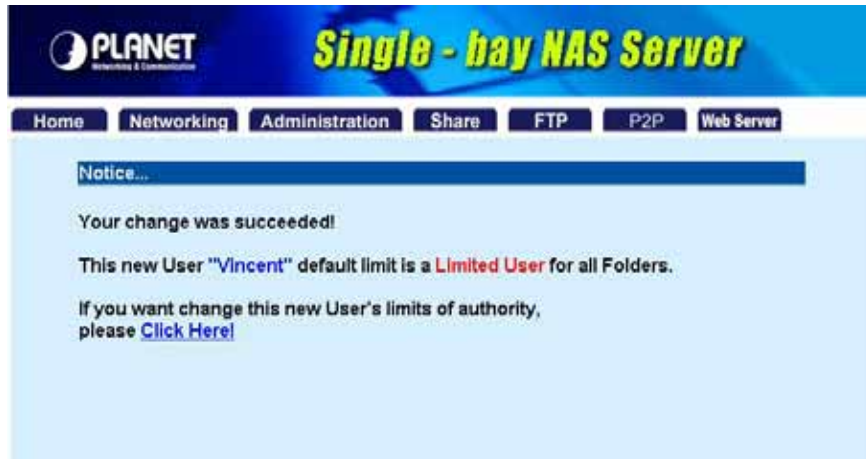 PLANET
Networking & Communication
Single - bay NAS Server
Home Networking Administration Share FTP P2P Web Server
Notice...
Your change was succeeded!
This new User "Vincent" default limit is a Limited User for all Folders.
If you want change this new User's limits of authority,
please Click Here!